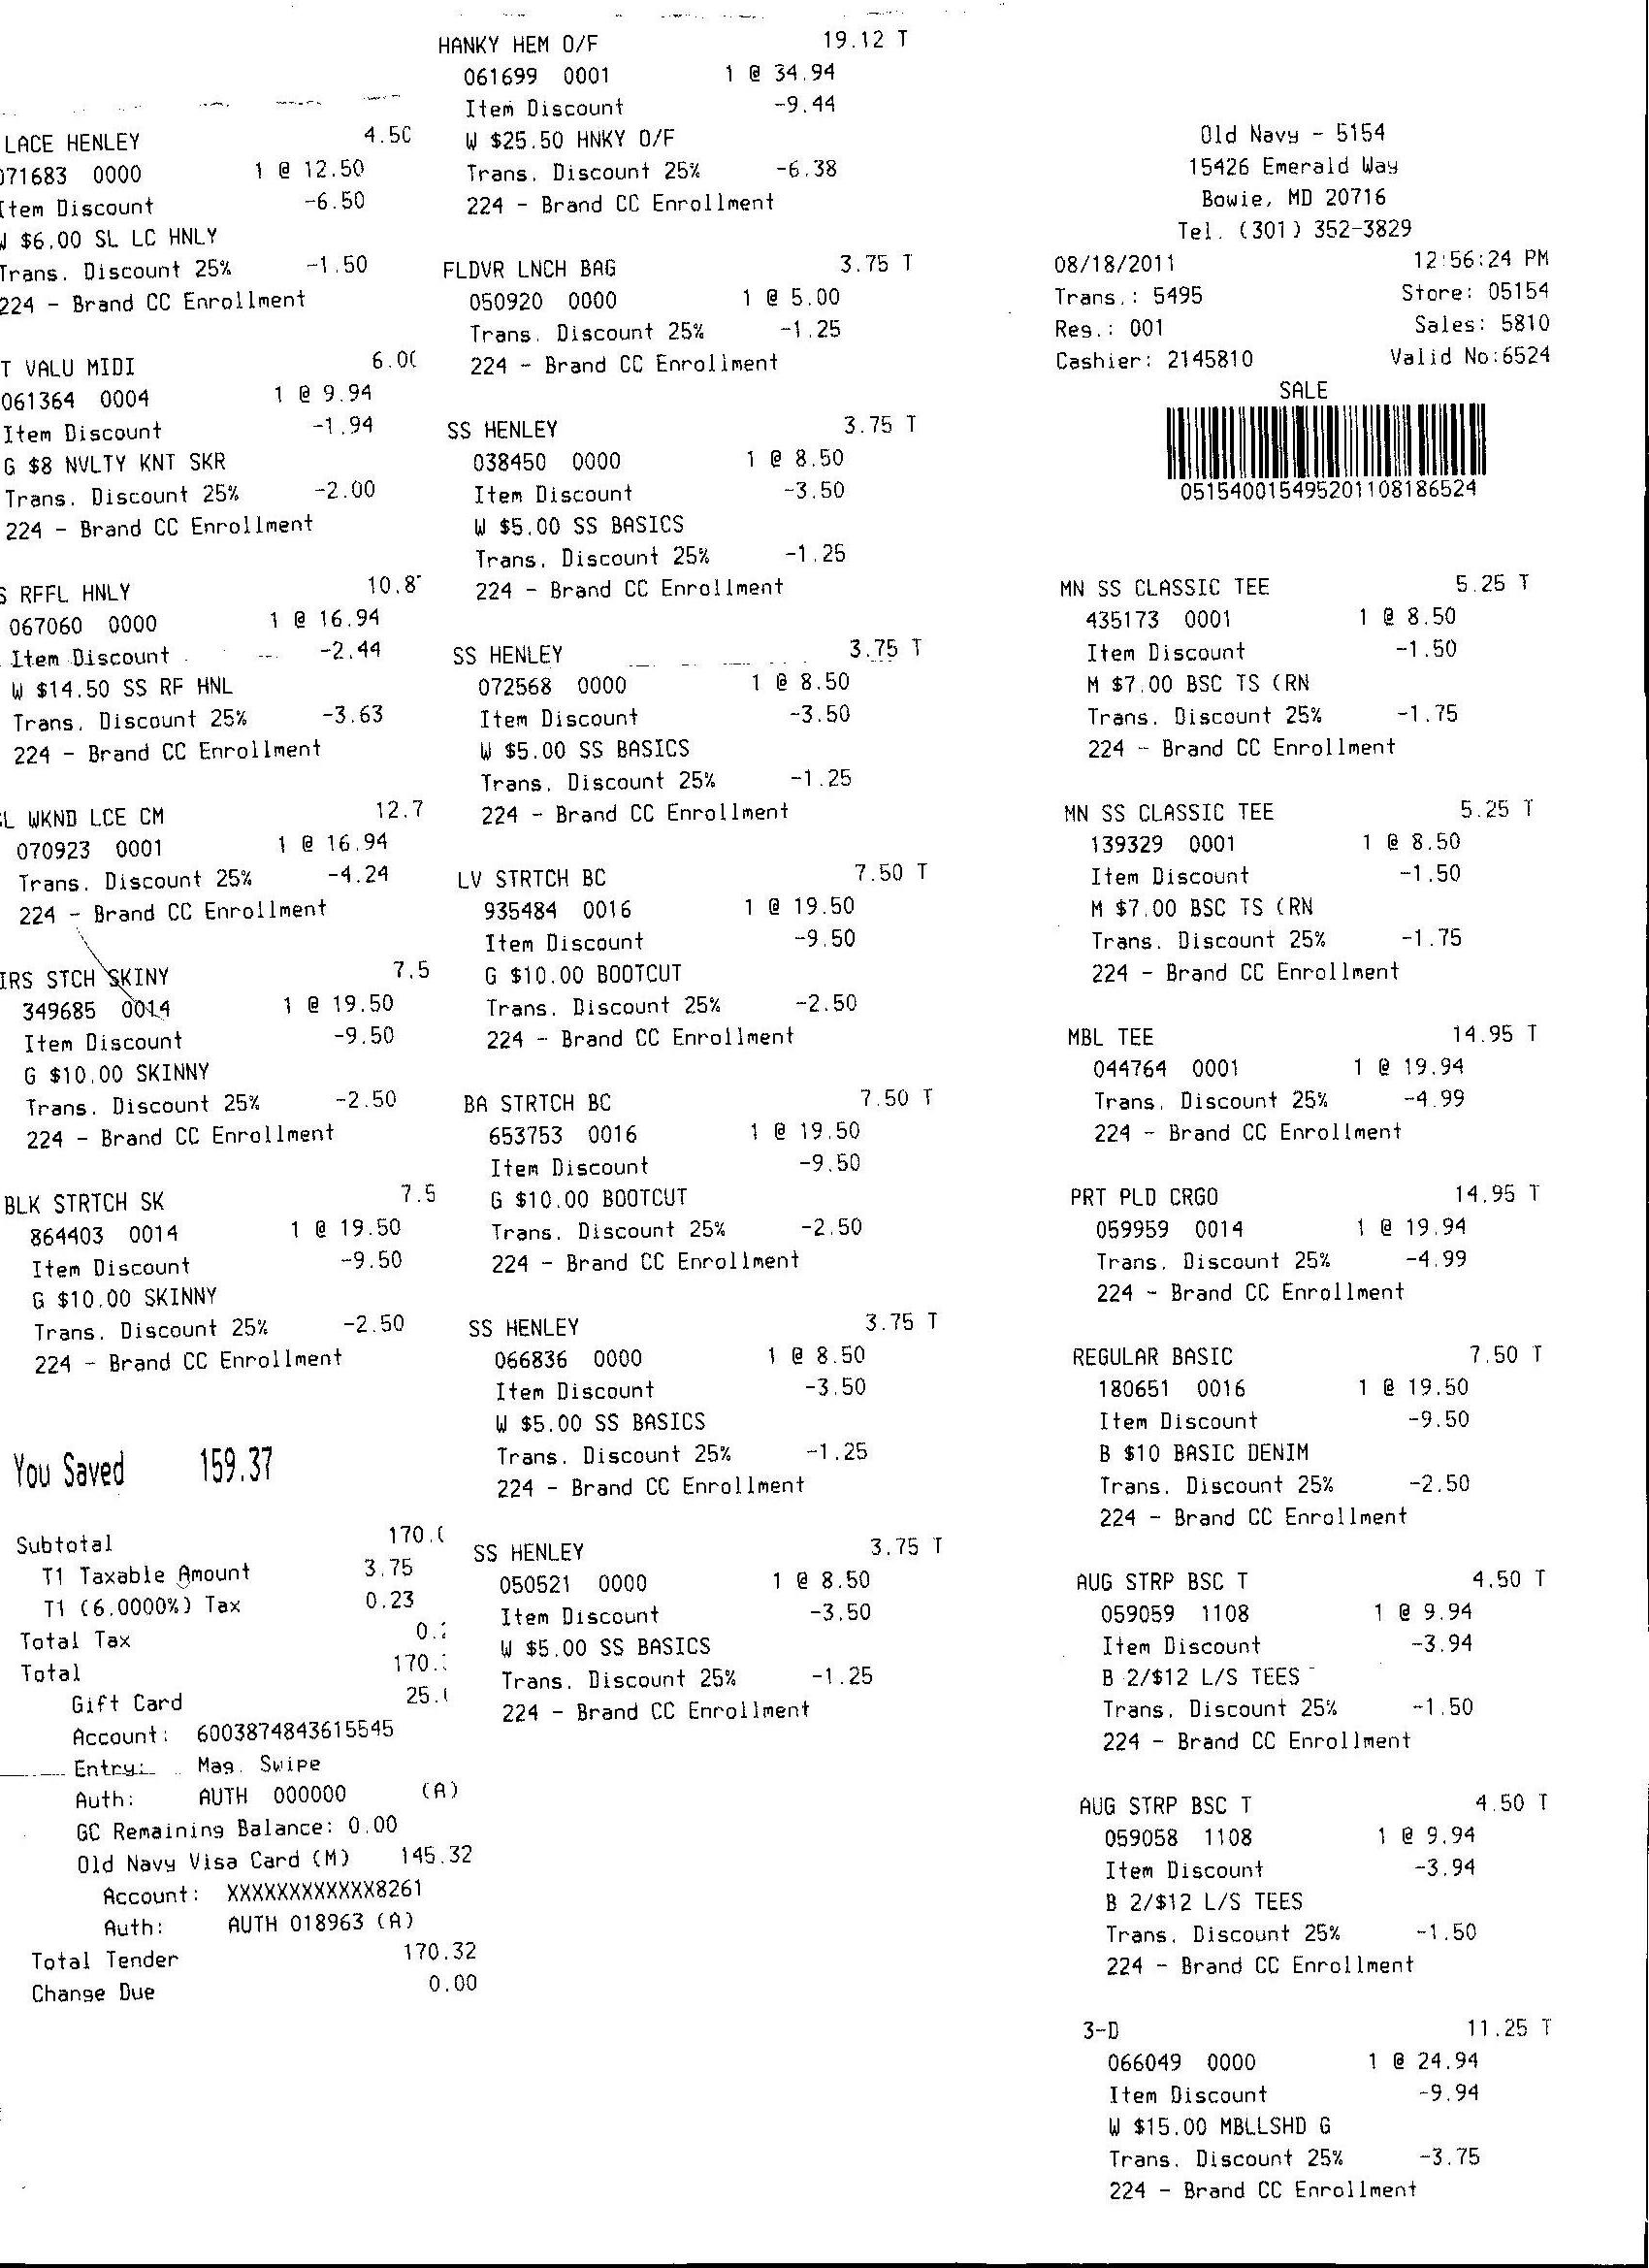 Old Navy - 5154
15426 Emerald Way
Bowie, MD 20716
Tel. (301) 352-3829
08/18/2011 12:56:24 PM
Trans.: 5495 Store: 05154
Res.: 001 Sales: 5810
Cashier: 2145810 Valid No:6524
SALE
05154001549520110818​6524
MN SS CLASSIC TEE 5.25 T
435173 0001 1 @ 8.50
Item Discount -1.50
M $7.00 BSC TS (RN
Trans. Discount 25% -1.75
224 - Brand CC Enrollment
MN SS CLASSIC TEE 5.25 T
139329 0001 1 @ 8.50
Item Discount -1.50
M $7.00 BSC TS (RN
Trans. Discount 25% -1.75
224 - Brand CC Enrollment
MBL TEE 14.95 T
044764 0001 1 @ 19.94
Trans. Discount 25% -4.99
224 - Brand CC Enrollment
PRT PLD CRGO 14.95 T
059959 0014 1 @ 19.94
Trans. Discount 25% -4.99
224 - Brand CC Enrollment
REGULAR BASIC 7.50 T
180651 0016 1 @ 19.50
Item Discount -9.50
B $10 BASIC DENIM
Trans. Discount 25% -2.50
224 - Brand CC Enrollment
AUG STRP BSC T 4.50 T
059059 1108 1 @ 9.94
Item Discount -3.94
B 2/$12 L/S TEES
Trans. Discount 25% -1.50
224 - Brand CC Enrollment
AUG STRP BSC T 4.50 T
059058 1108 1 @ 9.94
Item Discount -3.94
B 2/$12 L/S TEES
Trans. Discount 25% -1.50
224 - Brand CC Enrollment
3-D 11.25 T
066049 0000 1 @ 24.94
Item Discount -9.94
W $15.00 MBLLSHD G
Trans. Discount 25% -3.75
224 - Brand CC Enrollment
HANKY HEM O/F 19.12 T
061699 0001 1 @ 34.94
Item Discount -9.44
W $25.50 HNKY O/F
Trans. Discount 25% -6.38
224 - Brand CC Enrollment
FLDVR LNCH BAG 3.75 T
050920 0000 1 @ 5.00
Trans. Discount 25% -1.25
224 - Brand CC Enrollment
SS HENLEY 3.75 T
038450 0000 1 @ 8.50
Item Discount -3.50
W $5.00 SS BASICS
Trans. Discount 25% -1.25
224 - Brand CC Enrollment
SS HENLEY 3.75 T
072568 0000 1 @ 8.50
Item Discount -3.50
W $5.00 SS BASICS
Trans. Discount 25% -1.25
224 - Brand CC Enrollment
LV STRTCH BC 7.50 T
935484 0016 1 @ 19.50
Item Discount -9.50
G $10.00 BOOTCUT
Trans. Discount 25% -2.50
224 - Brand CC Enrollment
BA STRTCH BC 7.50 T
653753 0016 1 @ 19.50
Item Discount -9.50
G $10.00 BOOTCUT
Trans. Discount 25% -2.50
224 - Brand CC Enrollment
SS HENLEY 3.75 T
066836 0000 1 @ 8.50
Item Discount -3.50
W $5.00 SS BASICS
Trans. Discount 25% -1.25
224 - Brand CC Enrollment
SS HENLEY 3.75 T
050521 0000 1 @ 8.50
Item Discount -3.50
W $5.00 SS BASICS
Trans. Discount 25% -1.25
224 - Brand CC Enrollment
LACE HENLEY 4.50
071683 0000 1 @ 12.50
Item Discount -6.50
W $6.00 SL LC HNLY
Trans. Discount 25% -1.50
224 - Brand CC Enrollment
T VALU MIDI 6.00
061364 0004 1 @ 9.94
Item Discount -1.94
G $8 NVLTY KNT SKR
Trans. Discount 25% -2.00
224 - Brand CC Enrollment
S RFFL HNLY 10.8
067060 0000 1 @ 16.94
Item Discount -2.44
W $14.50 SS RF HNL
Trans. Discount 25% -3.63
224 - Brand CC Enrollment
L WKND LCE CM 12.7
070923 0001 1 @ 16.94
Trans. Discount 25% -4.24
224 - Brand CC Enrollment
IRS STCH SKINY 7.5
349685 0014 1 @ 19.50
Item Discount -9.50
G $10.00 SKINNY
Trans. Discount 25% -2.50
224 - Brand CC Enrollment
BLK STRTCH SK 7.5
864403 0014 1 @ 19.50
Item Discount -9.50
G $10.00 SKINNY
Trans. Discount 25% -2.50
224 - Brand CC Enrollment
You Saved 159.37
Subtotal 170.
T1 Taxable Amount 3.75
T1 (6.0000%) Tax 0.23
Total Tax 0.
Total 170.
Gift Card 25.
Account: 6003874843615545
Entry: Mag. Swipe
Auth: AUTH 000000 (A)
GC Remaining Balance: 0.00
Old Navy Visa Card (M) 145.32
Account: XXXXXXXXXXXX8261
Auth: AUTH 018963 (A)
Total Tender 170.32
Change Due 0.00